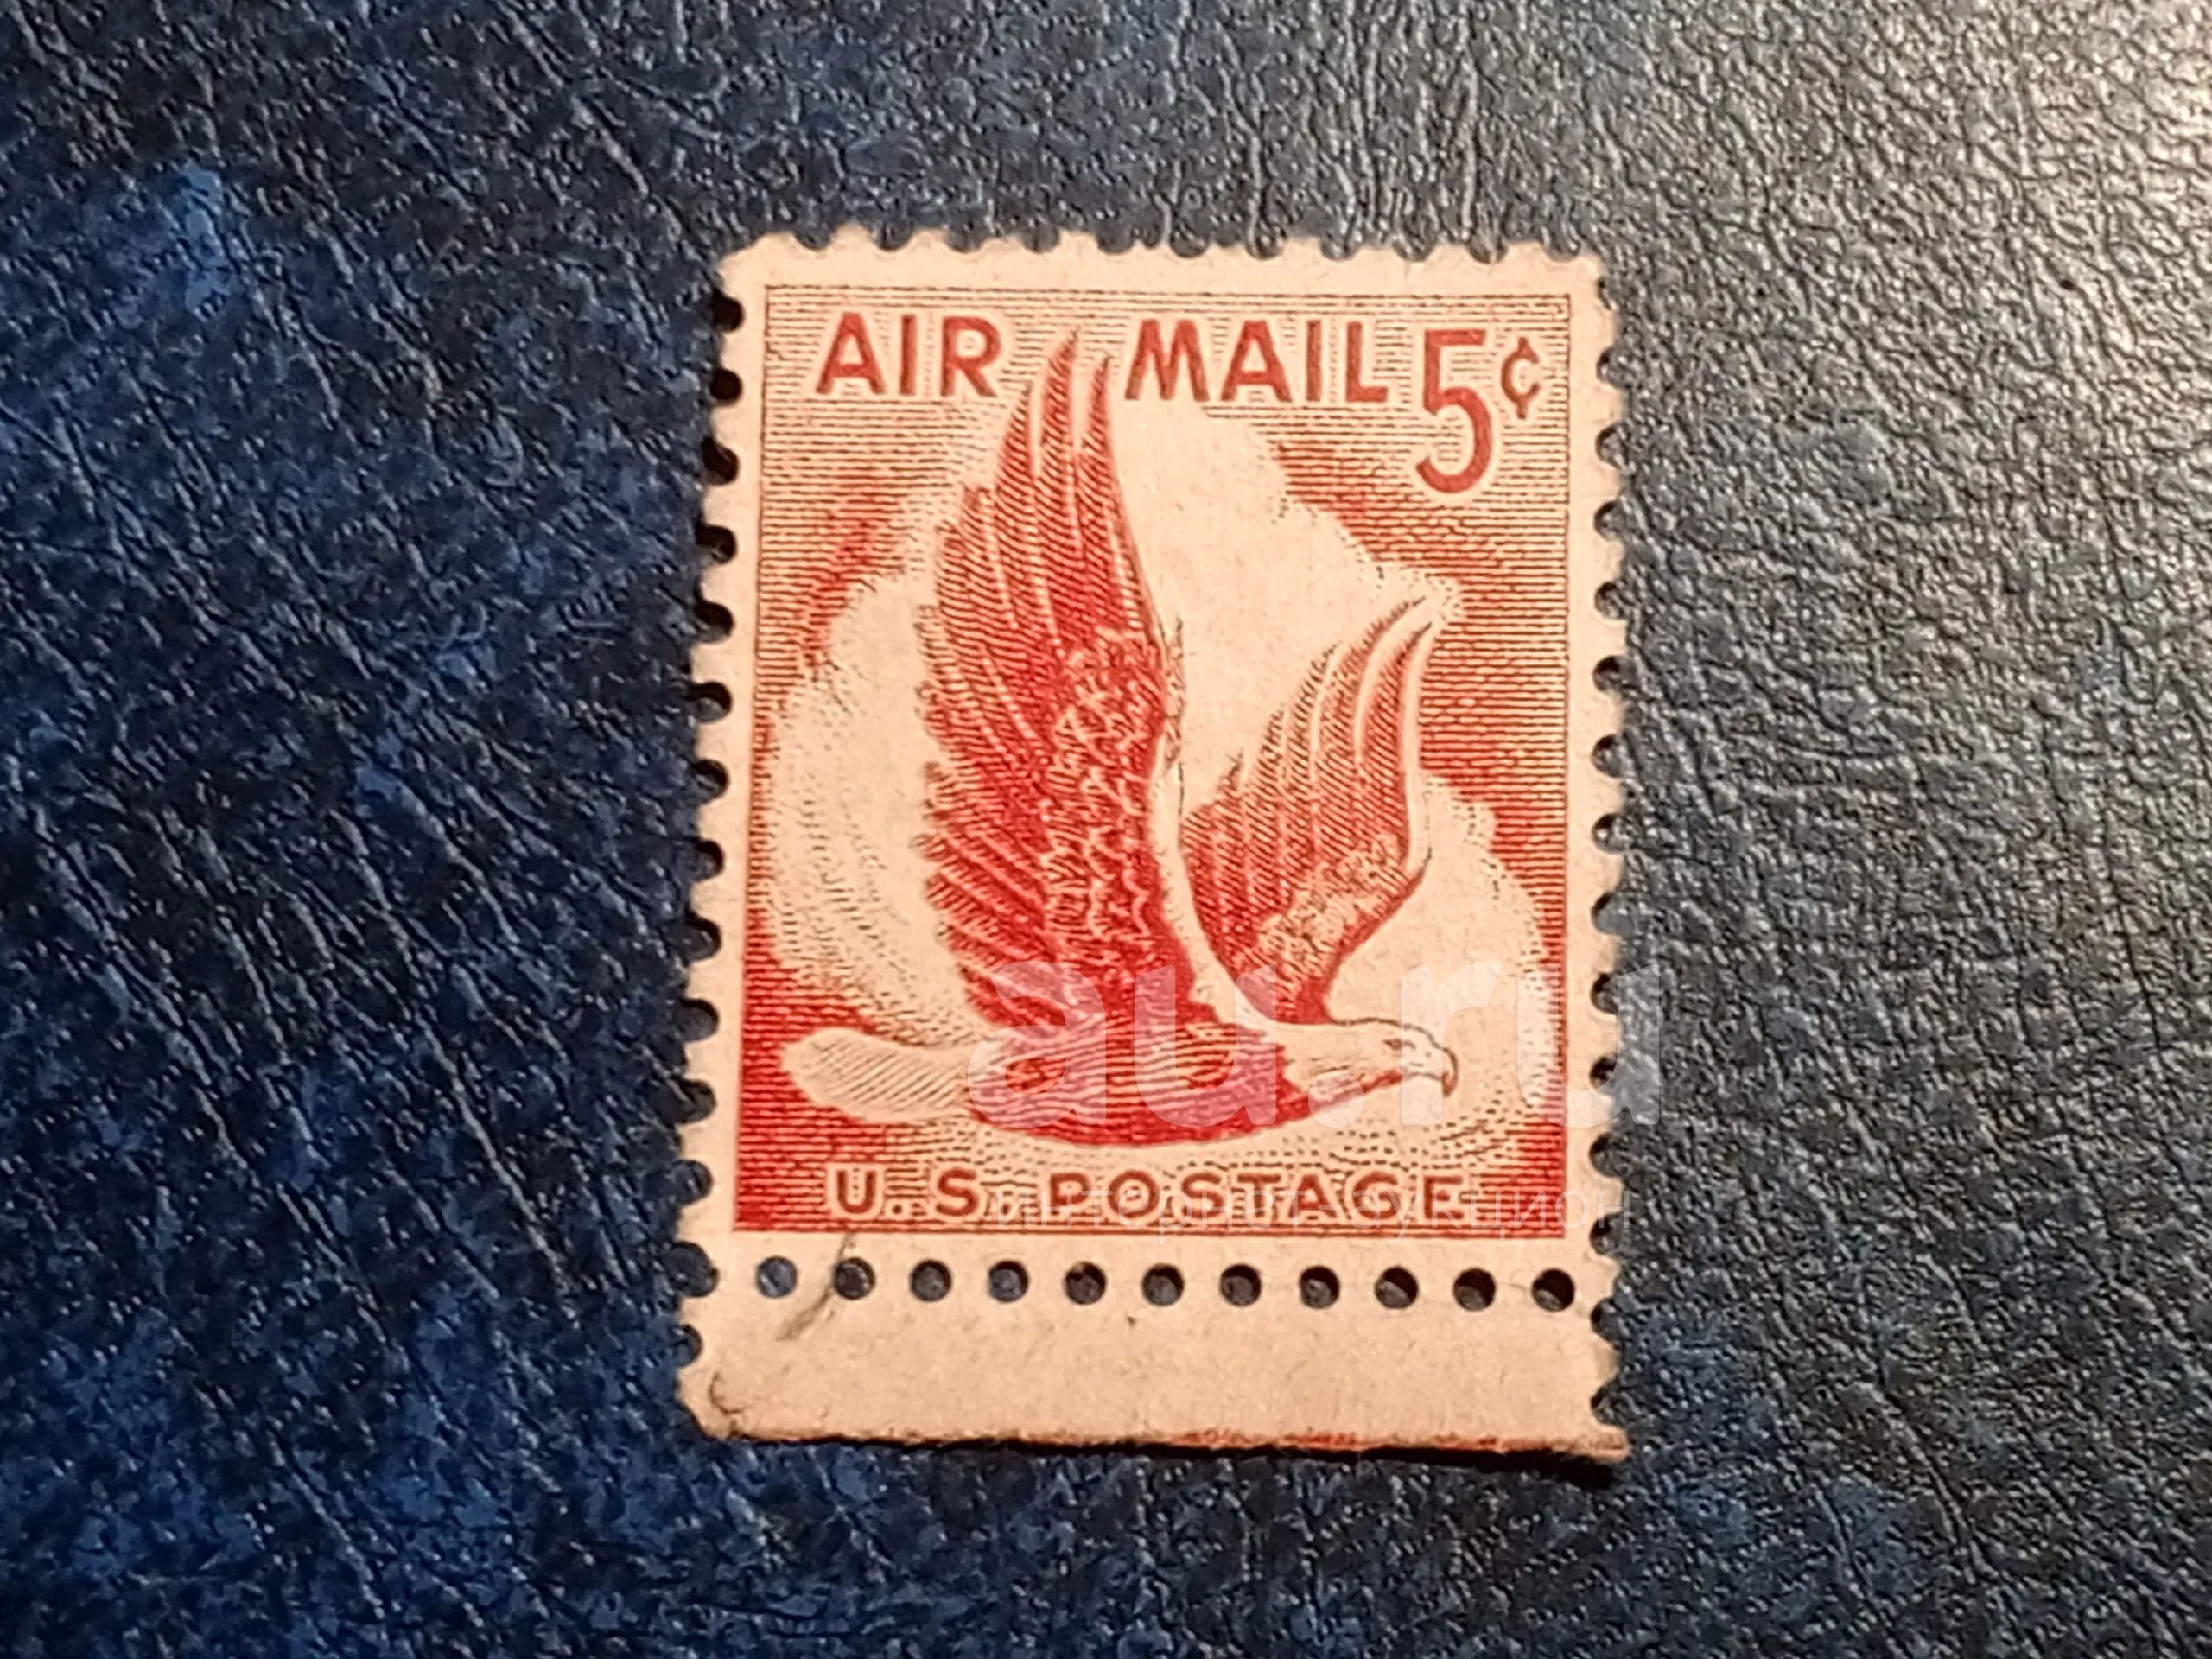 AIR MAIL 5¢
au.ru
U.S. POSTAGE
интернет-аукцион